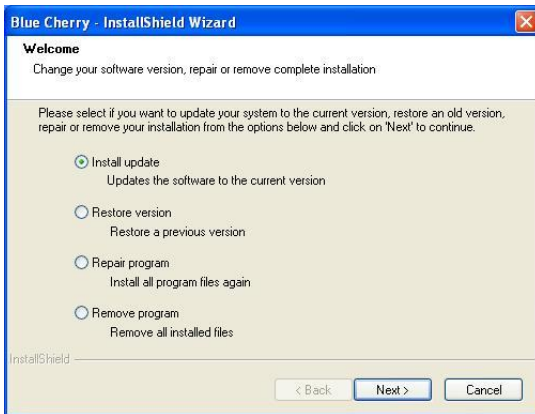 Blue Cherry - InstallShield Wizard
Welcome
Change your software version, repair or remove complete installation
Please select if you want to update your system to the current version, restore an old version,
repair or remove your installation from the options below and click on 'Next' to continue.
Install update
Updates the software to the current version
Restore version
Restore a previous version
Repair program
Install all program files again
Remove program
Remove all installed files
InstallShield
< Back Next > Cancel